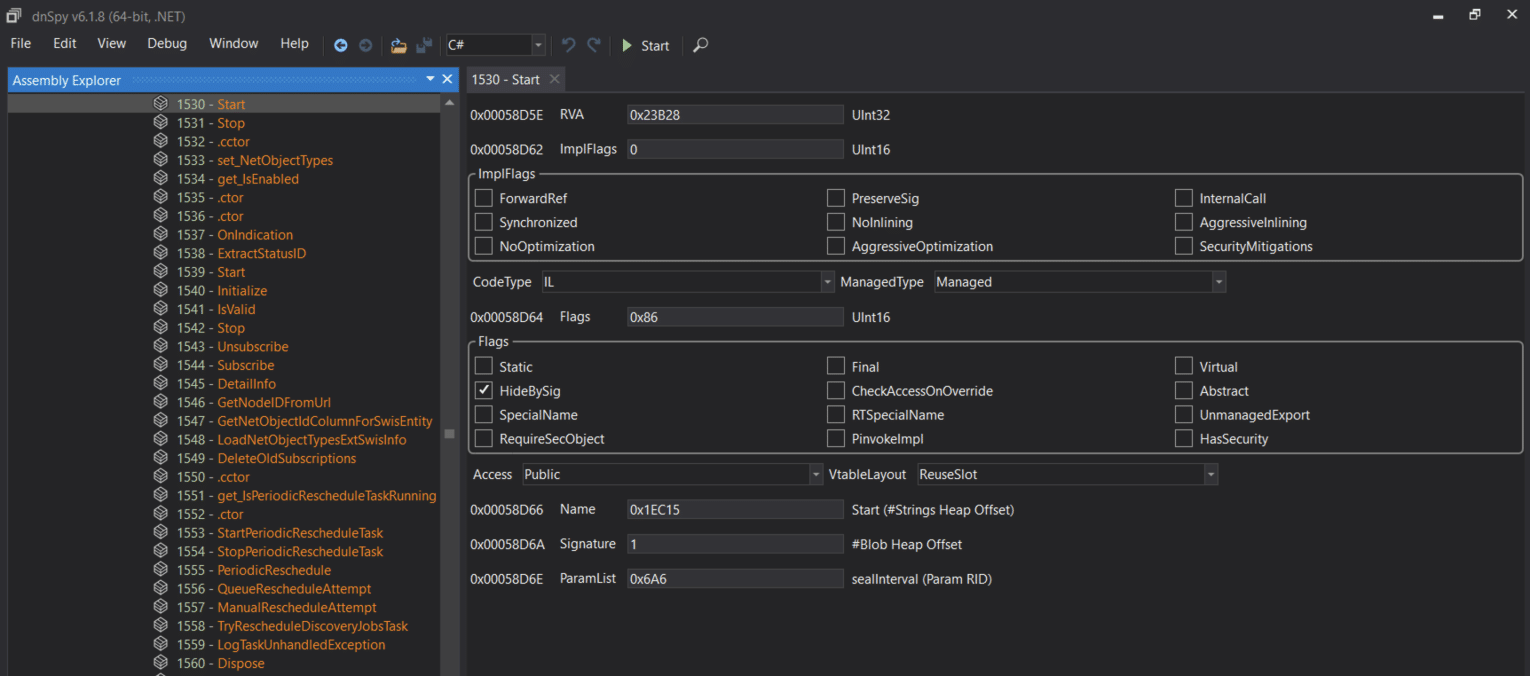 dnSpy v6.1.8 (64-bit, .NET)
File Edit View Debug Window Help C# Start
Assembly Explorer
1530 - Start
1531 - Stop
1532 - .cctor
1533 - set_NetObjectTypes
1534 - get_IsEnabled
1535 - .ctor
1536 - .ctor
1537 - OnIndication
1538 - ExtractStatusID
1539 - Start
1540 - Initialize
1541 - IsValid
1542 - Stop
1543 - Unsubscribe
1544 - Subscribe
1545 - DetailInfo
1546 - GetNodeIDFromUrl
1547 - GetNetObjectIdColumnForSwisEntity
1548 - LoadNetObjectTypesExtSwisInfo
1549 - DeleteOldSubscriptions
1550 - .cctor
1551 - get_IsPeriodicRescheduleTaskRunning
1552 - .ctor
1553 - StartPeriodicRescheduleTask
1554 - StopPeriodicRescheduleTask
1555 - PeriodicReschedule
1556 - QueueRescheduleAttempt
1557 - ManualRescheduleAttempt
1558 - TryRescheduleDiscoveryJobsTask
1559 - LogTaskUnhandledException
1560 - Dispose
1530 - Start
0x00058D5E RVA 0x23B28 UInt32
0x00058D62 ImplFlags 0 UInt16
ImplFlags
ForwardRef PreserveSig InternalCall
Synchronized NoInlining AggressiveInlining
NoOptimization AggressiveOptimization SecurityMitigations
CodeType IL ManagedType Managed
0x00058D64 Flags 0x86 UInt16
Flags
Static Final Virtual
HideBySig CheckAccessOnOverride Abstract
SpecialName RTSpecialName UnmanagedExport
RequireSecObject PinvokeImpl HasSecurity
Access Public VtableLayout ReuseSlot
0x00058D66 Name 0x1EC15 Start (#Strings Heap Offset)
0x00058D6A Signature 1 #Blob Heap Offset
0x00058D6E ParamList 0x6A6 sealInterval (Param RID)